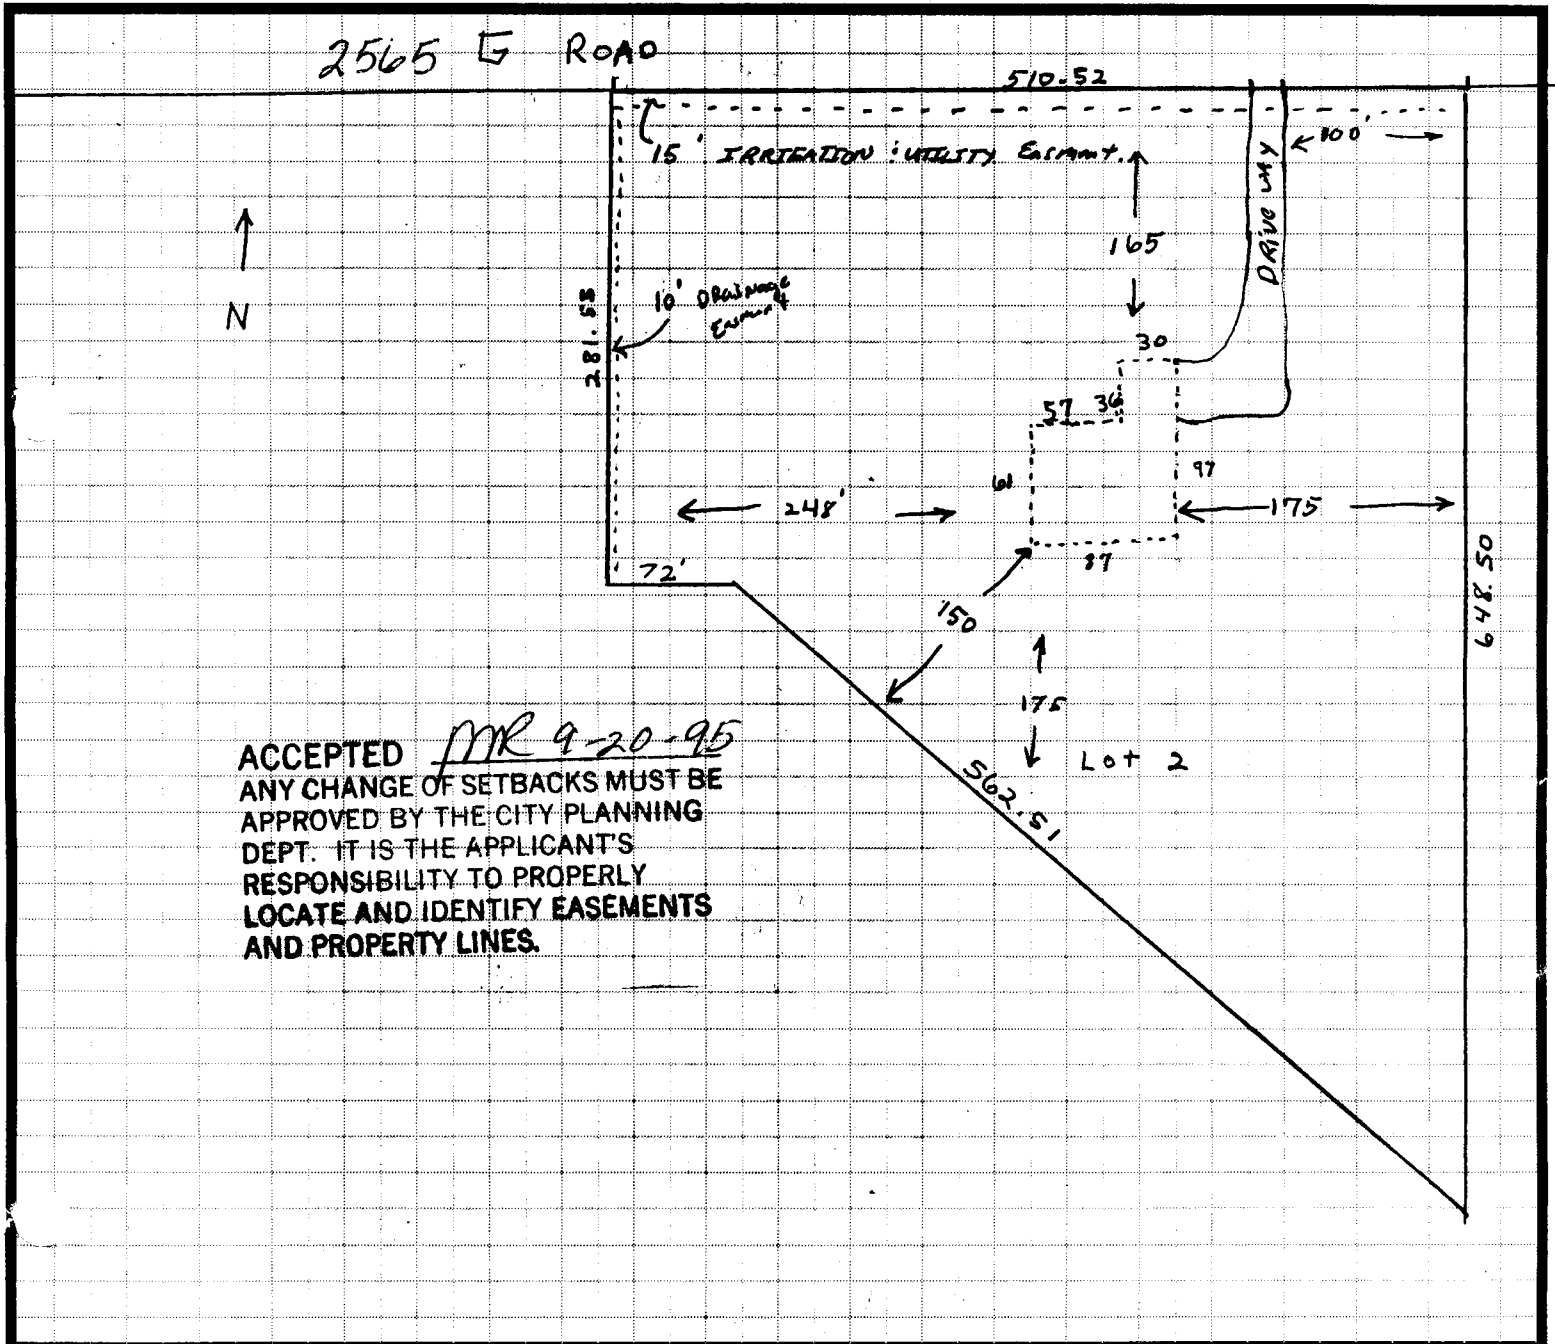 2565 G ROAD
510.52
15' IRRIGATION : UTILITY Easmnt.
100'
DRIVE WAY
165
N
281.53
10' DRainage
Easmunt
30
57 36
61
97
248'
175
87
72'
648.50
150
175
Lot 2
562.51
ACCEPTED MR 9-20-95
ANY CHANGE OF SETBACKS MUST BE
APPROVED BY THE CITY PLANNING
DEPT. IT IS THE APPLICANT'S
RESPONSIBILITY TO PROPERLY
LOCATE AND IDENTIFY EASEMENTS
AND PROPERTY LINES.